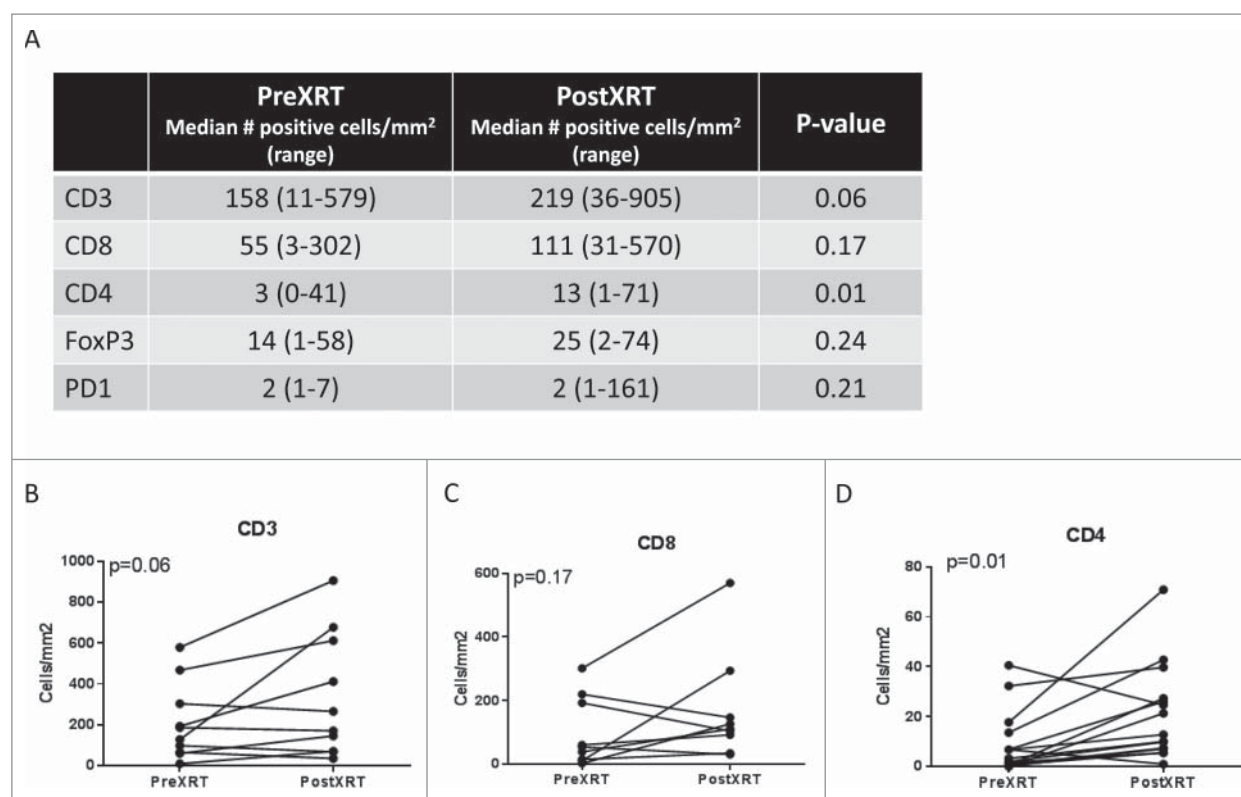 A
PreXRT
Median # positive cells/mm²
(range)
PostXRT
Median # positive cells/mm²
(range)
P-value
CD3 158 (11-579) 219 (36-905) 0.06
CD8 55 (3-302) 111 (31-570) 0.17
CD4 3 (0-41) 13 (1-71) 0.01
FoxP3 14 (1-58) 25 (2-74) 0.24
PD1 2 (1-7) 2 (1-161) 0.21
B
CD3
p=0.06
Cells/mm2
1000
800
600
400
200
0
PreXRT PostXRT
C
CD8
p=0.17
Cells/mm2
600
400
200
0
PreXRT PostXRT
D
CD4
p=0.01
Cells/mm2
80
60
40
20
0
PreXRT PostXRT